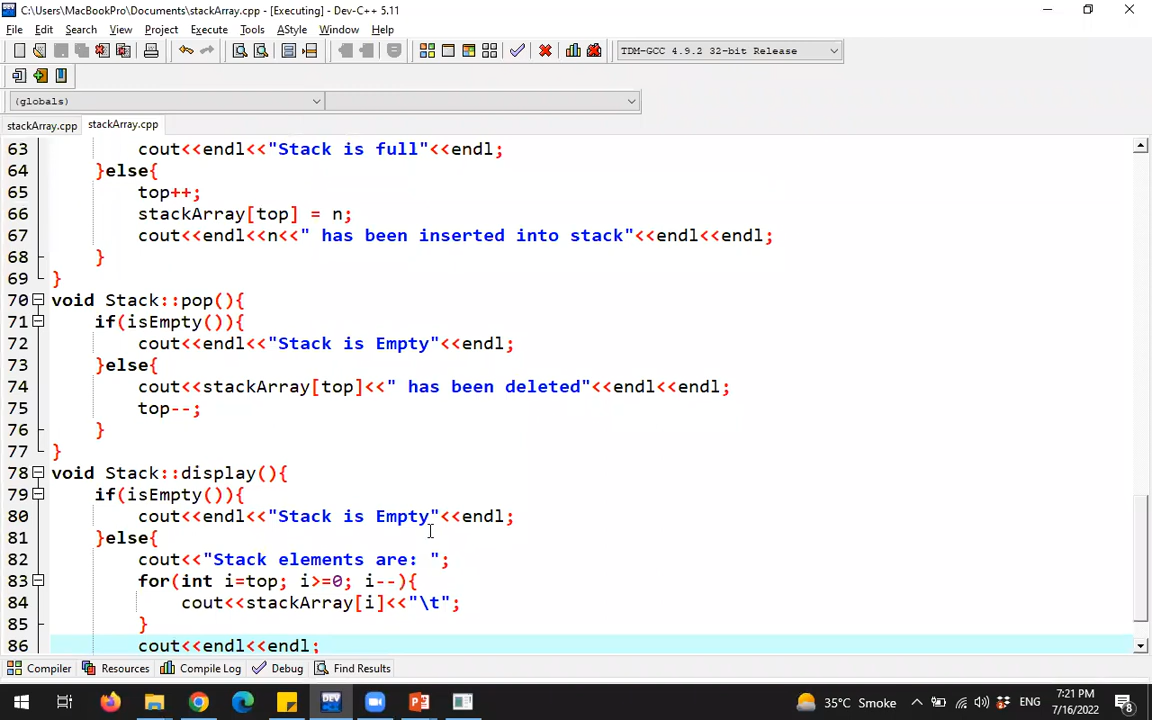 C:\Users\MacBookPro\Documents\stackArray.cpp - [Executing] - Dev-C++ 5.11
File Edit Search View Project Execute Tools AStyle Window Help
TDM-GCC 4.9.2 32-bit Release
(globals)
stackArray.cpp stackArray.cpp
63 cout<<endl<<"Stack is full"<<endl;
64 }else{
65 top++;
66 stackArray[top] = n;
67 cout<<endl<<n<<" has been inserted into stack"<<endl<<endl;
68 }
69 }
70 void Stack::pop(){
71 if(isEmpty()){
72 cout<<endl<<"Stack is Empty"<<endl;
73 }else{
74 cout<<stackArray[top]<<" has been deleted"<<endl<<endl;
75 top--;
76 }
77 }
78 void Stack::display(){
79 if(isEmpty()){
80 cout<<endl<<"Stack is Empty"<<endl;
81 }else{
82 cout<<"Stack elements are: ";
83 for(int i=top; i>=0; i--){
84 cout<<stackArray[i]<<"\t";
85 }
86 cout<<endl<<endl;
Compiler Resources Compile Log Debug Find Results
DEV
35°C Smoke ENG 7:21 PM
7/16/2022 8